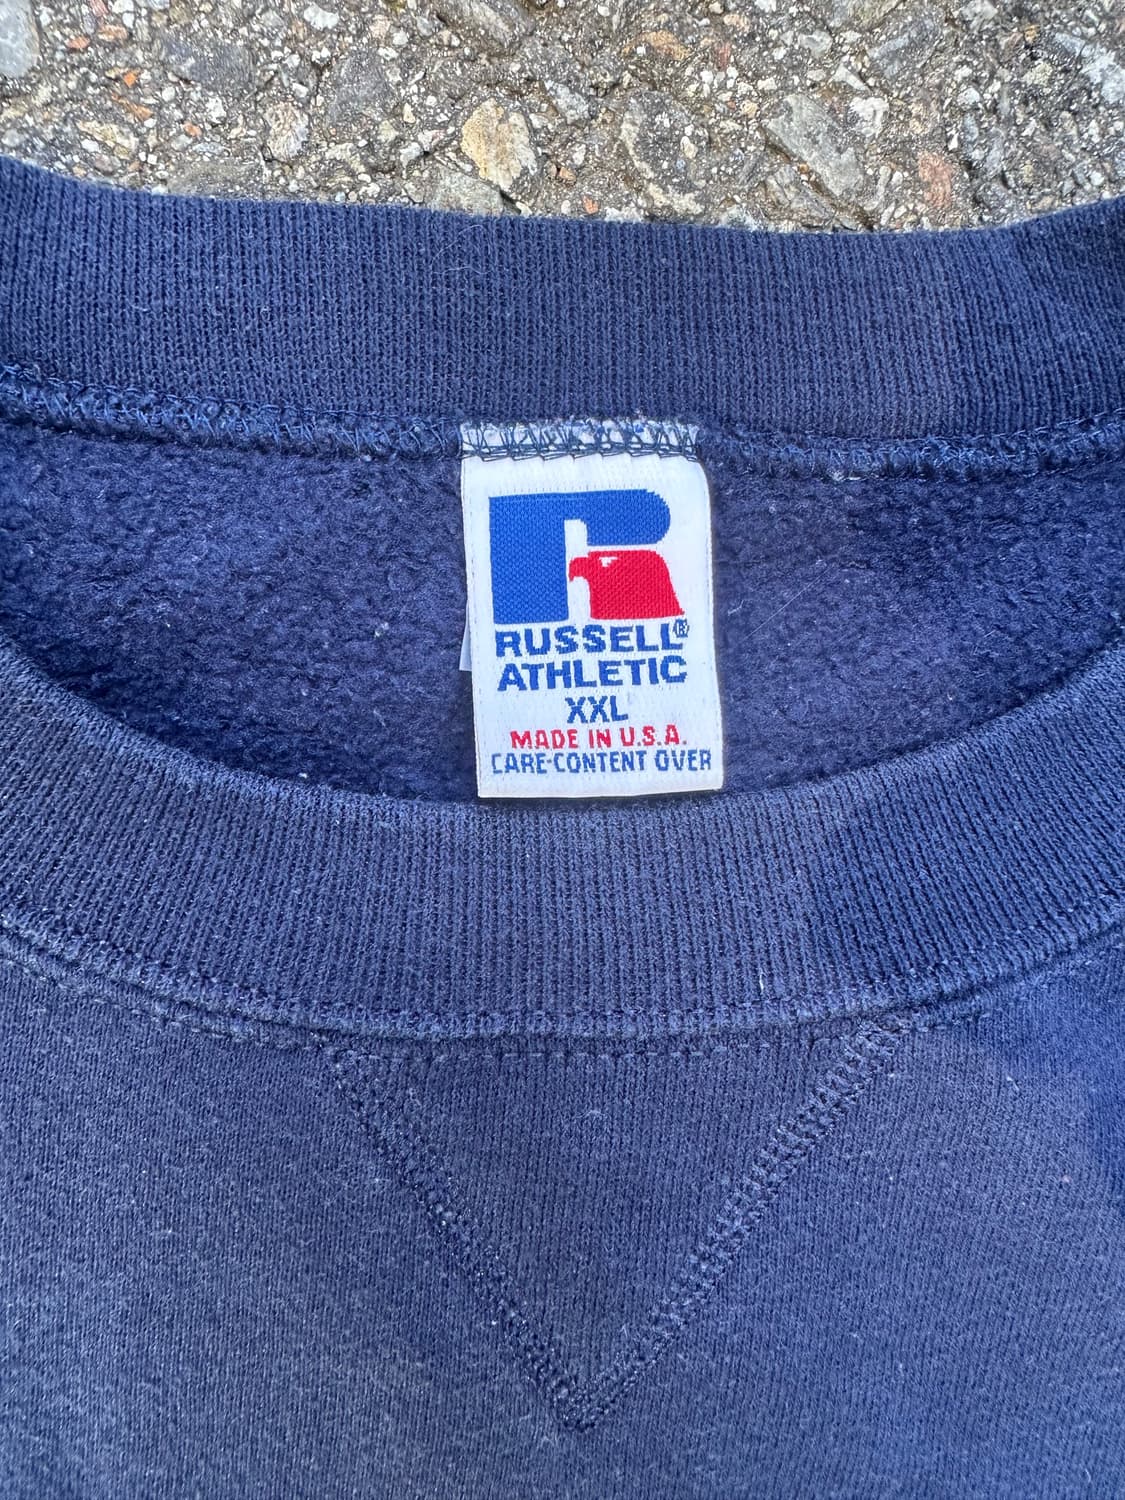 R
RUSSELL®
ATHLETIC
XXL
MADE IN U.S.A.
CARE-CONTENT OVER